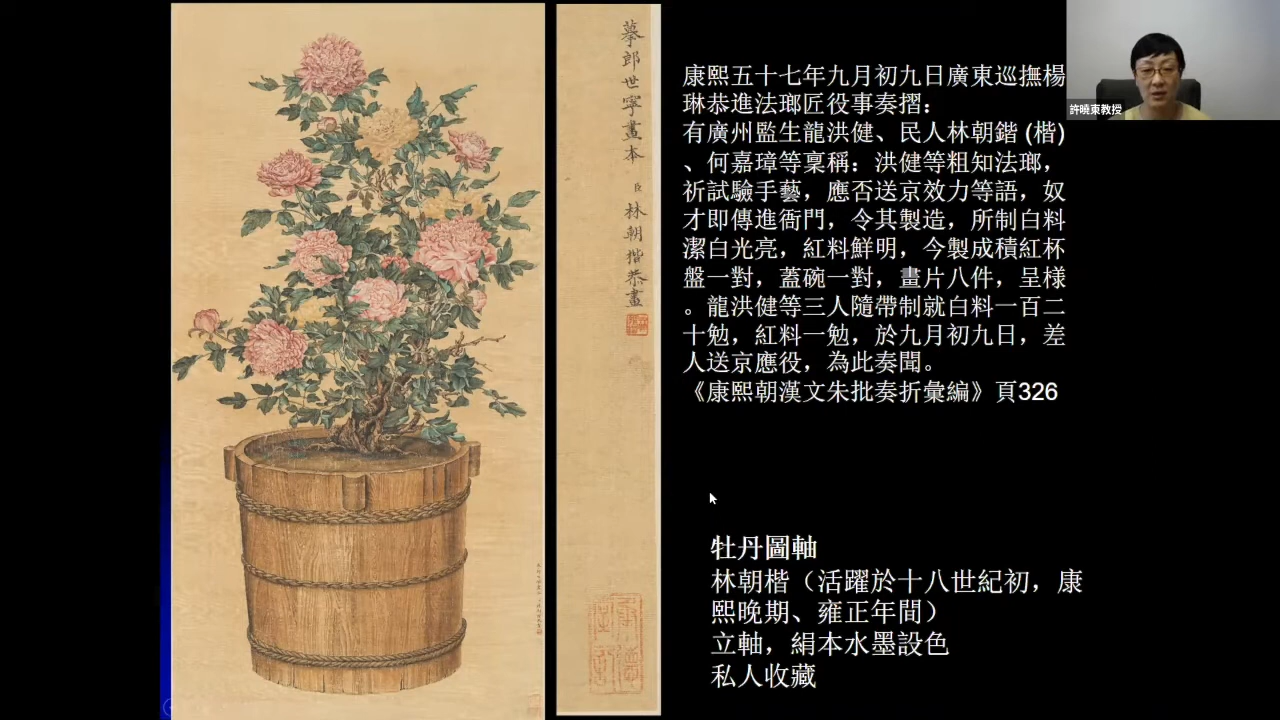 摹郎世寧畫本
臣
林朝楷恭畫
康熙五十七年九月初九日廣東巡撫楊
琳恭進法瑯匠役事奏摺：
有廣州監生龍洪健、民人林朝鍇 (楷)
、何嘉璋等稟稱：洪健等粗知法瑯，
祈試驗手藝，應否送京效力等語，奴
才即傳進衙門，令其製造，所制白料
潔白光亮，紅料鮮明，今製成積紅杯
盤一對，蓋碗一對，畫片八件，呈様
。龍洪健等三人隨帶制就白料一百二
十勉，紅料一勉，於九月初九日，差
人送京應役，為此奏聞。
《康熙朝漢文朱批奏折彙編》頁326
許曉東教授
牡丹圖軸
林朝楷（活躍於十八世紀初，康
熙晚期、雍正年間）
立軸，絹本水墨設色
私人收藏